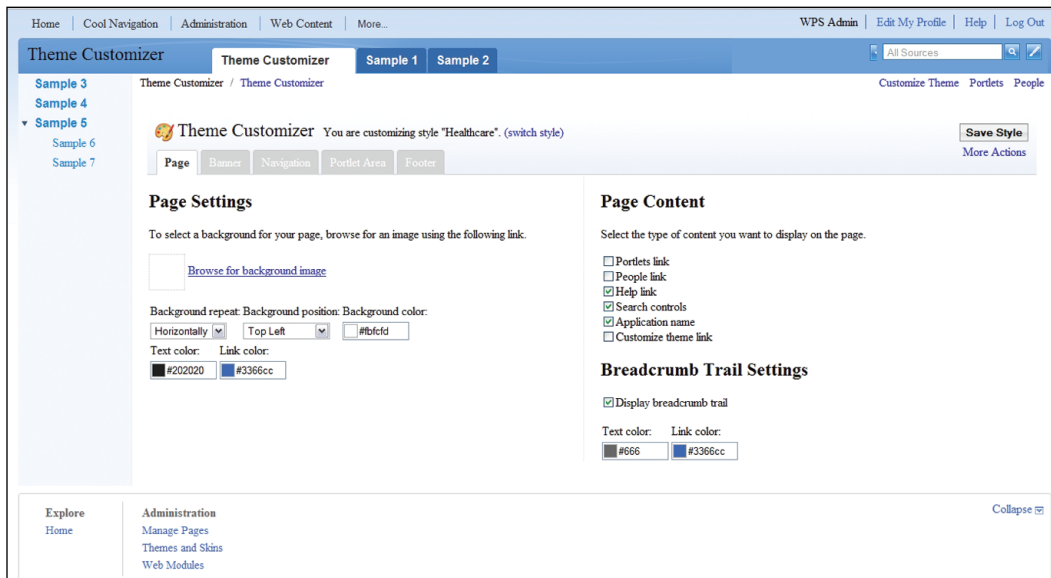 Home Cool Navigation Administration Web Content More... WPS Admin Edit My Profile Help Log Out
Theme Customizer Theme Customizer Sample 1 Sample 2 All Sources
Sample 3 Theme Customizer / Theme Customizer Customize Theme Portlets People
Sample 4
Sample 5
Sample 6
Sample 7
Theme Customizer You are customizing style "Healthcare". (switch style) Save Style
More Actions
Page Banner Navigation Portlet Area Footer
Page Settings
To select a background for your page, browse for an image using the following link.
Browse for background image
Background repeat: Background position: Background color:
Horizontally Top Left #fbfcfd
Text color: Link color:
#202020 #3366cc
Page Content
Select the type of content you want to display on the page.
Portlets link
People link
Help link
Search controls
Application name
Customize theme link
Breadcrumb Trail Settings
Display breadcrumb trail
Text color: Link color:
#666 #3366cc
Explore Administration Collapse
Home Manage Pages
Themes and Skins
Web Modules